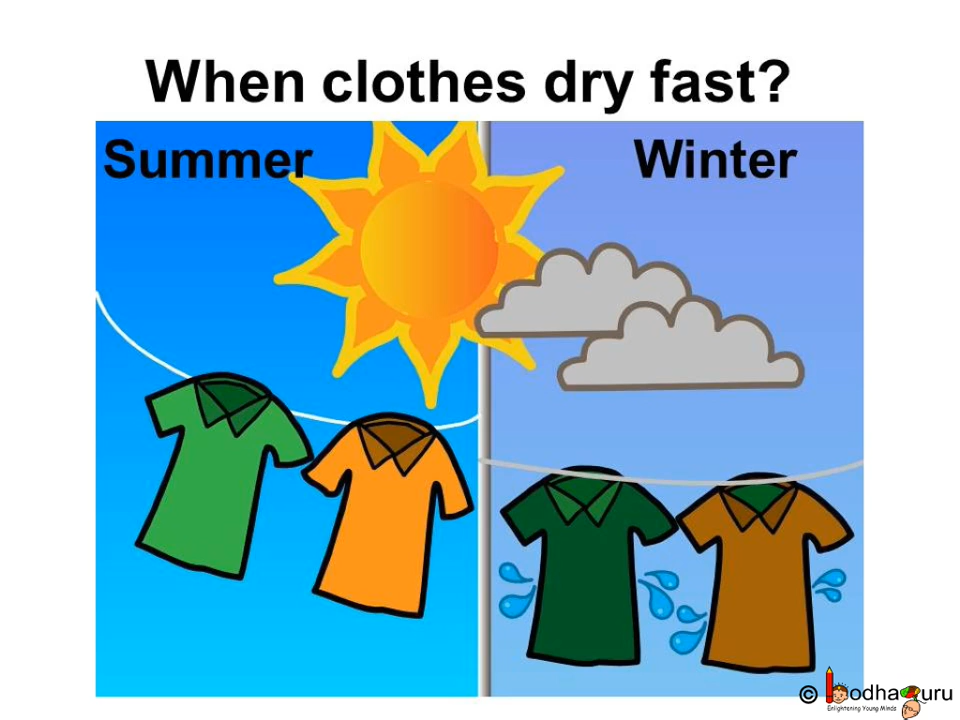 When clothes dry fast?
Summer Winter
© bodhaguru
Enlightening Young Minds